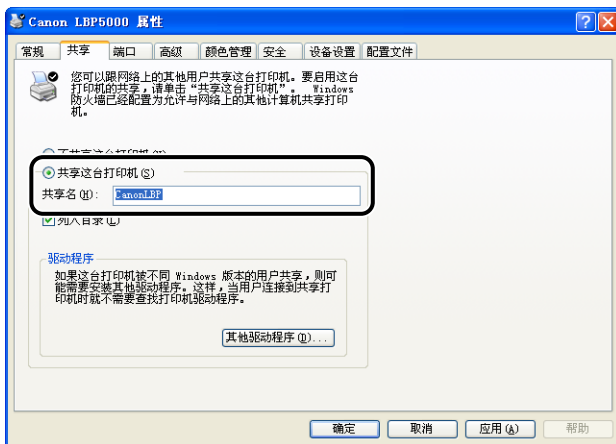 Canon LBP5000 属性
常规 共享 端口 高级 颜色管理 安全 设备设置 配置文件
您可以跟网络上的其他用户共享这台打印机。要启用这台
打印机的共享，请单击“共享这台打印机”。 Windows
防火墙已经配置为允许与网络上的其他计算机共享打印
机。
不共享这台打印机(N)
共享这台打印机(S)
共享名(H): CanonLBP
列入目录(L)
驱动程序
如果这台打印机被不同 Windows 版本的用户共享，则可
能需要安装其他驱动程序。这样，当用户连接到共享打
印机时就不需要查找打印机驱动程序。
其他驱动程序(D)...
确定 取消 应用(A) 帮助